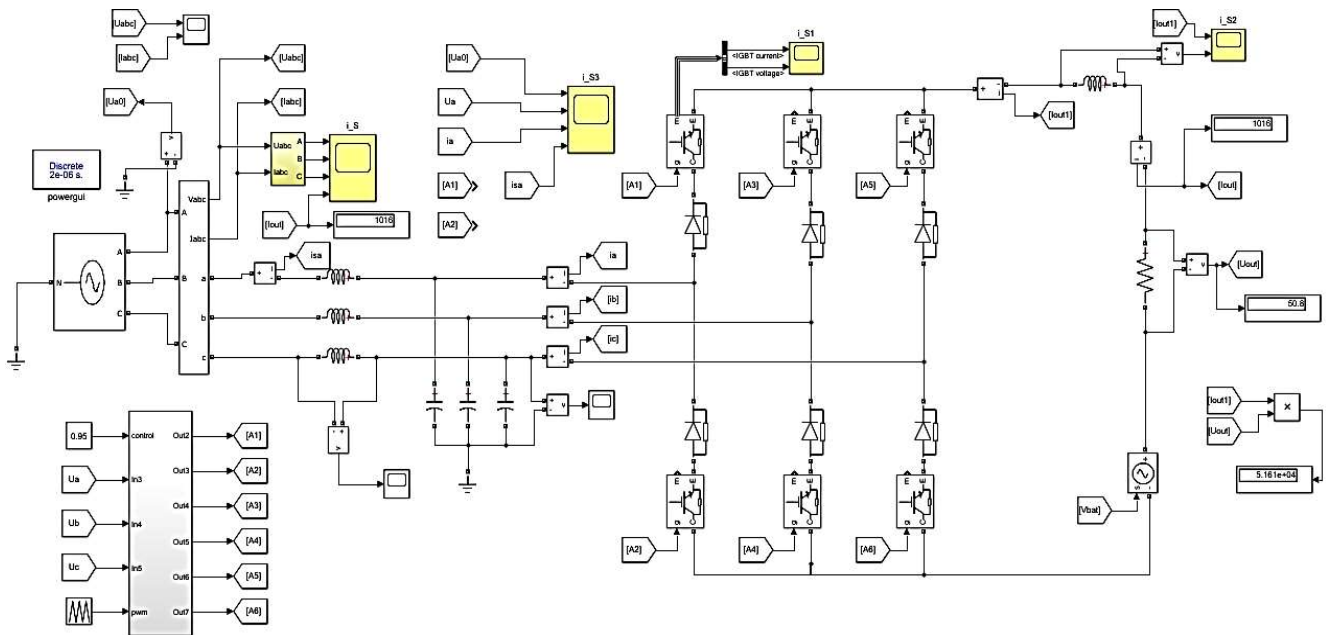 [Uabc]
[Iabc]
[Uabc]
[Iabc]
[Ua0]
Discrete
2e-06 s.
powergui
i_S
Uabc
Iabc
A
B
C
[Iout]
1016
[Ua0]
Ua
ia
[A1]
[A2]
isa
i_S3
i_S1
<IGBT current>
<IGBT voltage>
[Iout1]
i_S2
[Iout1]
1016
[Iout]
Vabc
Iabc
A
B
C
a
b
c
N
A
B
C
isa
ia
[ib]
[ic]
E
E
g
C
[A1]
[A3]
[A5]
[Uout]
50.8
[Iout1]
[Uout]
×
5.161e+04
[Vbat]
[A2]
[A4]
[A6]
0.95
Ua
Ub
Uc
control
In3
In4
In5
pwm
Out2
Out3
Out4
Out5
Out6
Out7
[A1]
[A2]
[A3]
[A4]
[A5]
[A6]